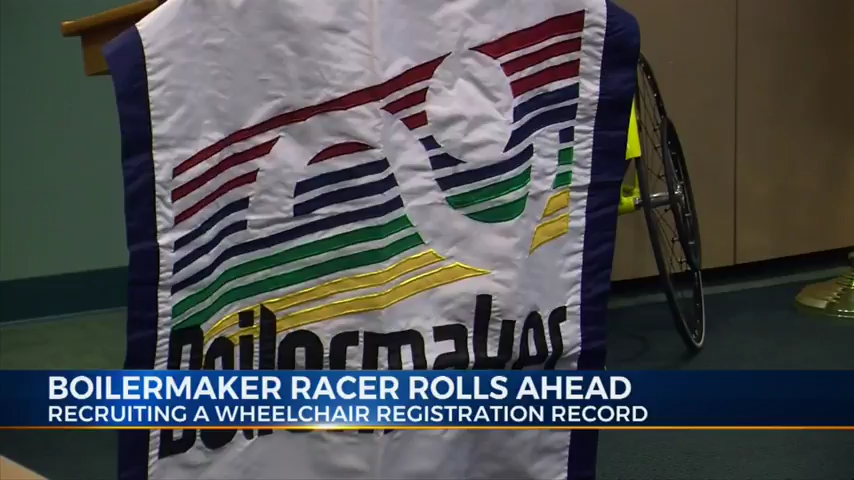 Boilermaker
BOILERMAKER RACER ROLLS AHEAD
RECRUITING A WHEELCHAIR REGISTRATION RECORD